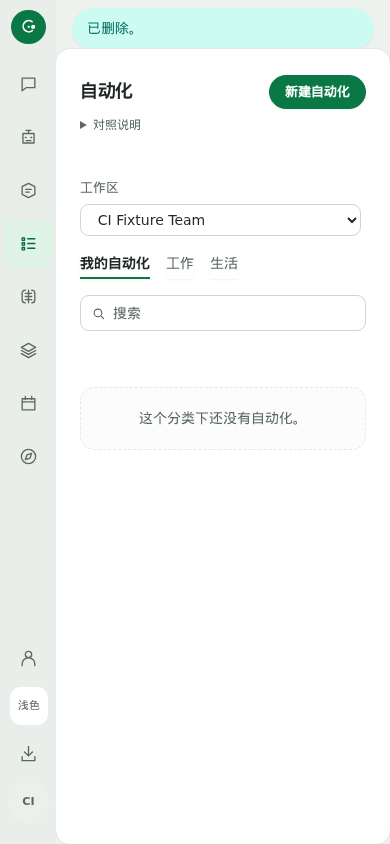 已删除。
自动化
新建自动化
对照说明
工作区
CI Fixture Team
我的自动化 工作 生活
搜索
这个分类下还没有自动化。
浅色
CI